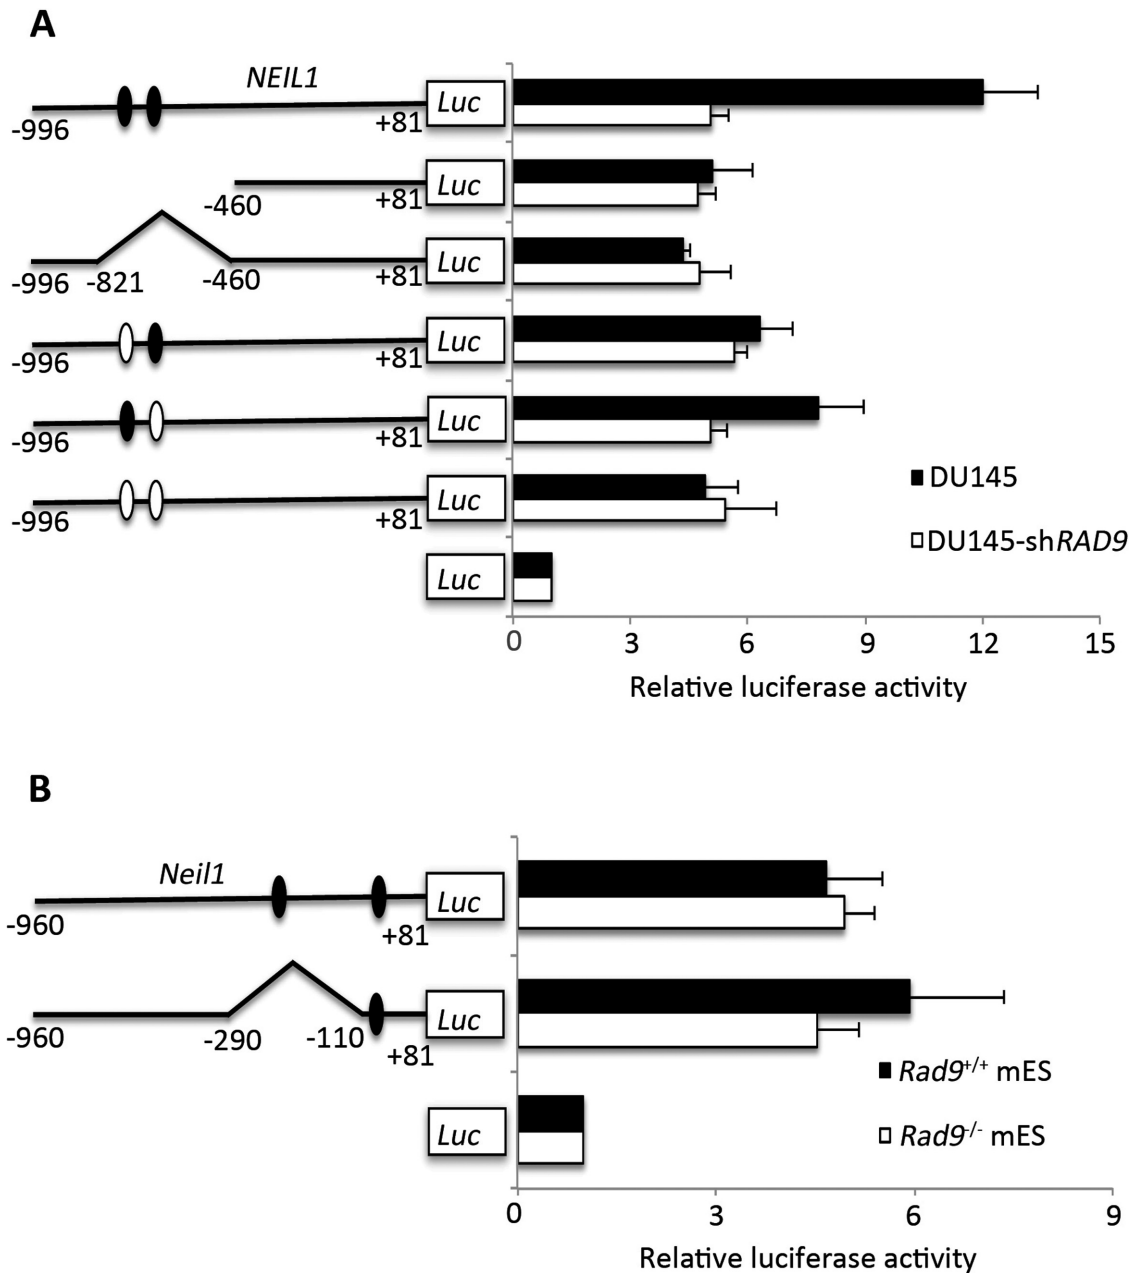 A
NEIL1
-996 +81 Luc
-460 +81 Luc
-996 -821 -460 +81 Luc
-996 +81 Luc
-996 +81 Luc
-996 +81 Luc
Luc
DU145
DU145-shRAD9
0 3 6 9 12 15
Relative luciferase activity
B
Neil1
-960 +81 Luc
-960 -290 -110 +81 Luc
Luc
Rad9+/+ mES
Rad9-/- mES
0 3 6 9
Relative luciferase activity